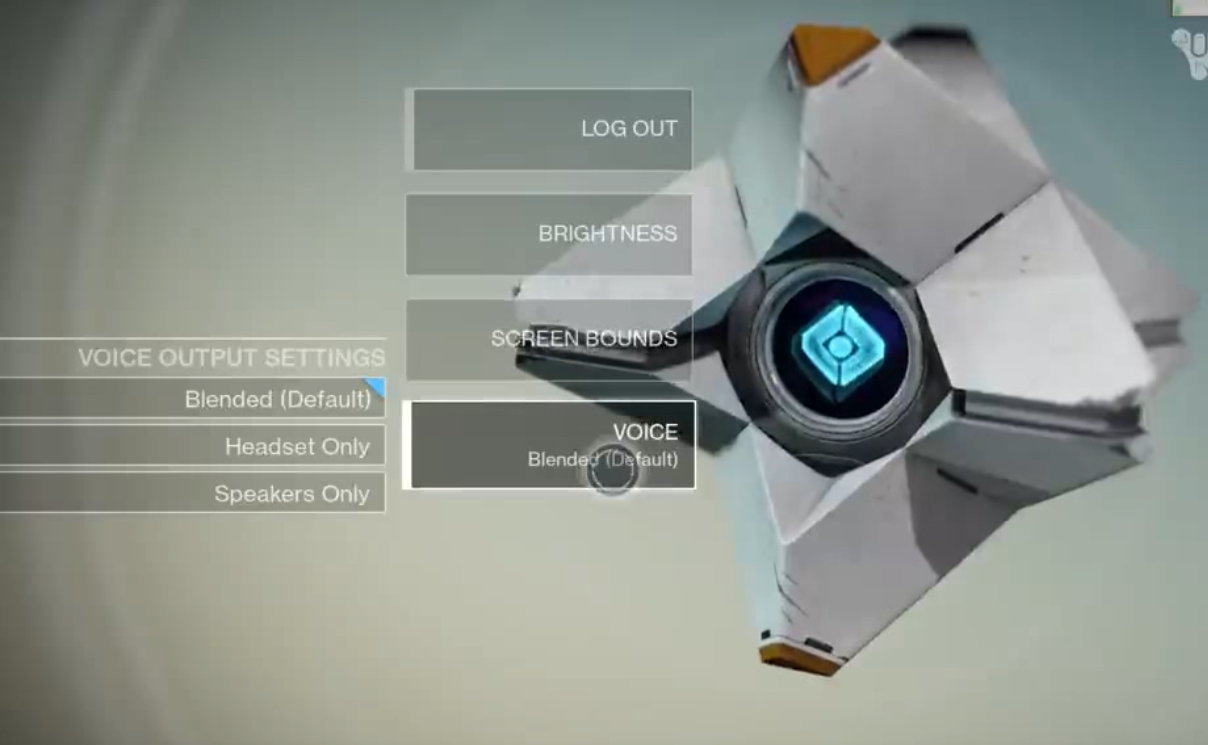 LOG OUT
BRIGHTNESS
SCREEN BOUNDS
VOICE
Blended (Default)
VOICE OUTPUT SETTINGS
Blended (Default)
Headset Only
Speakers Only